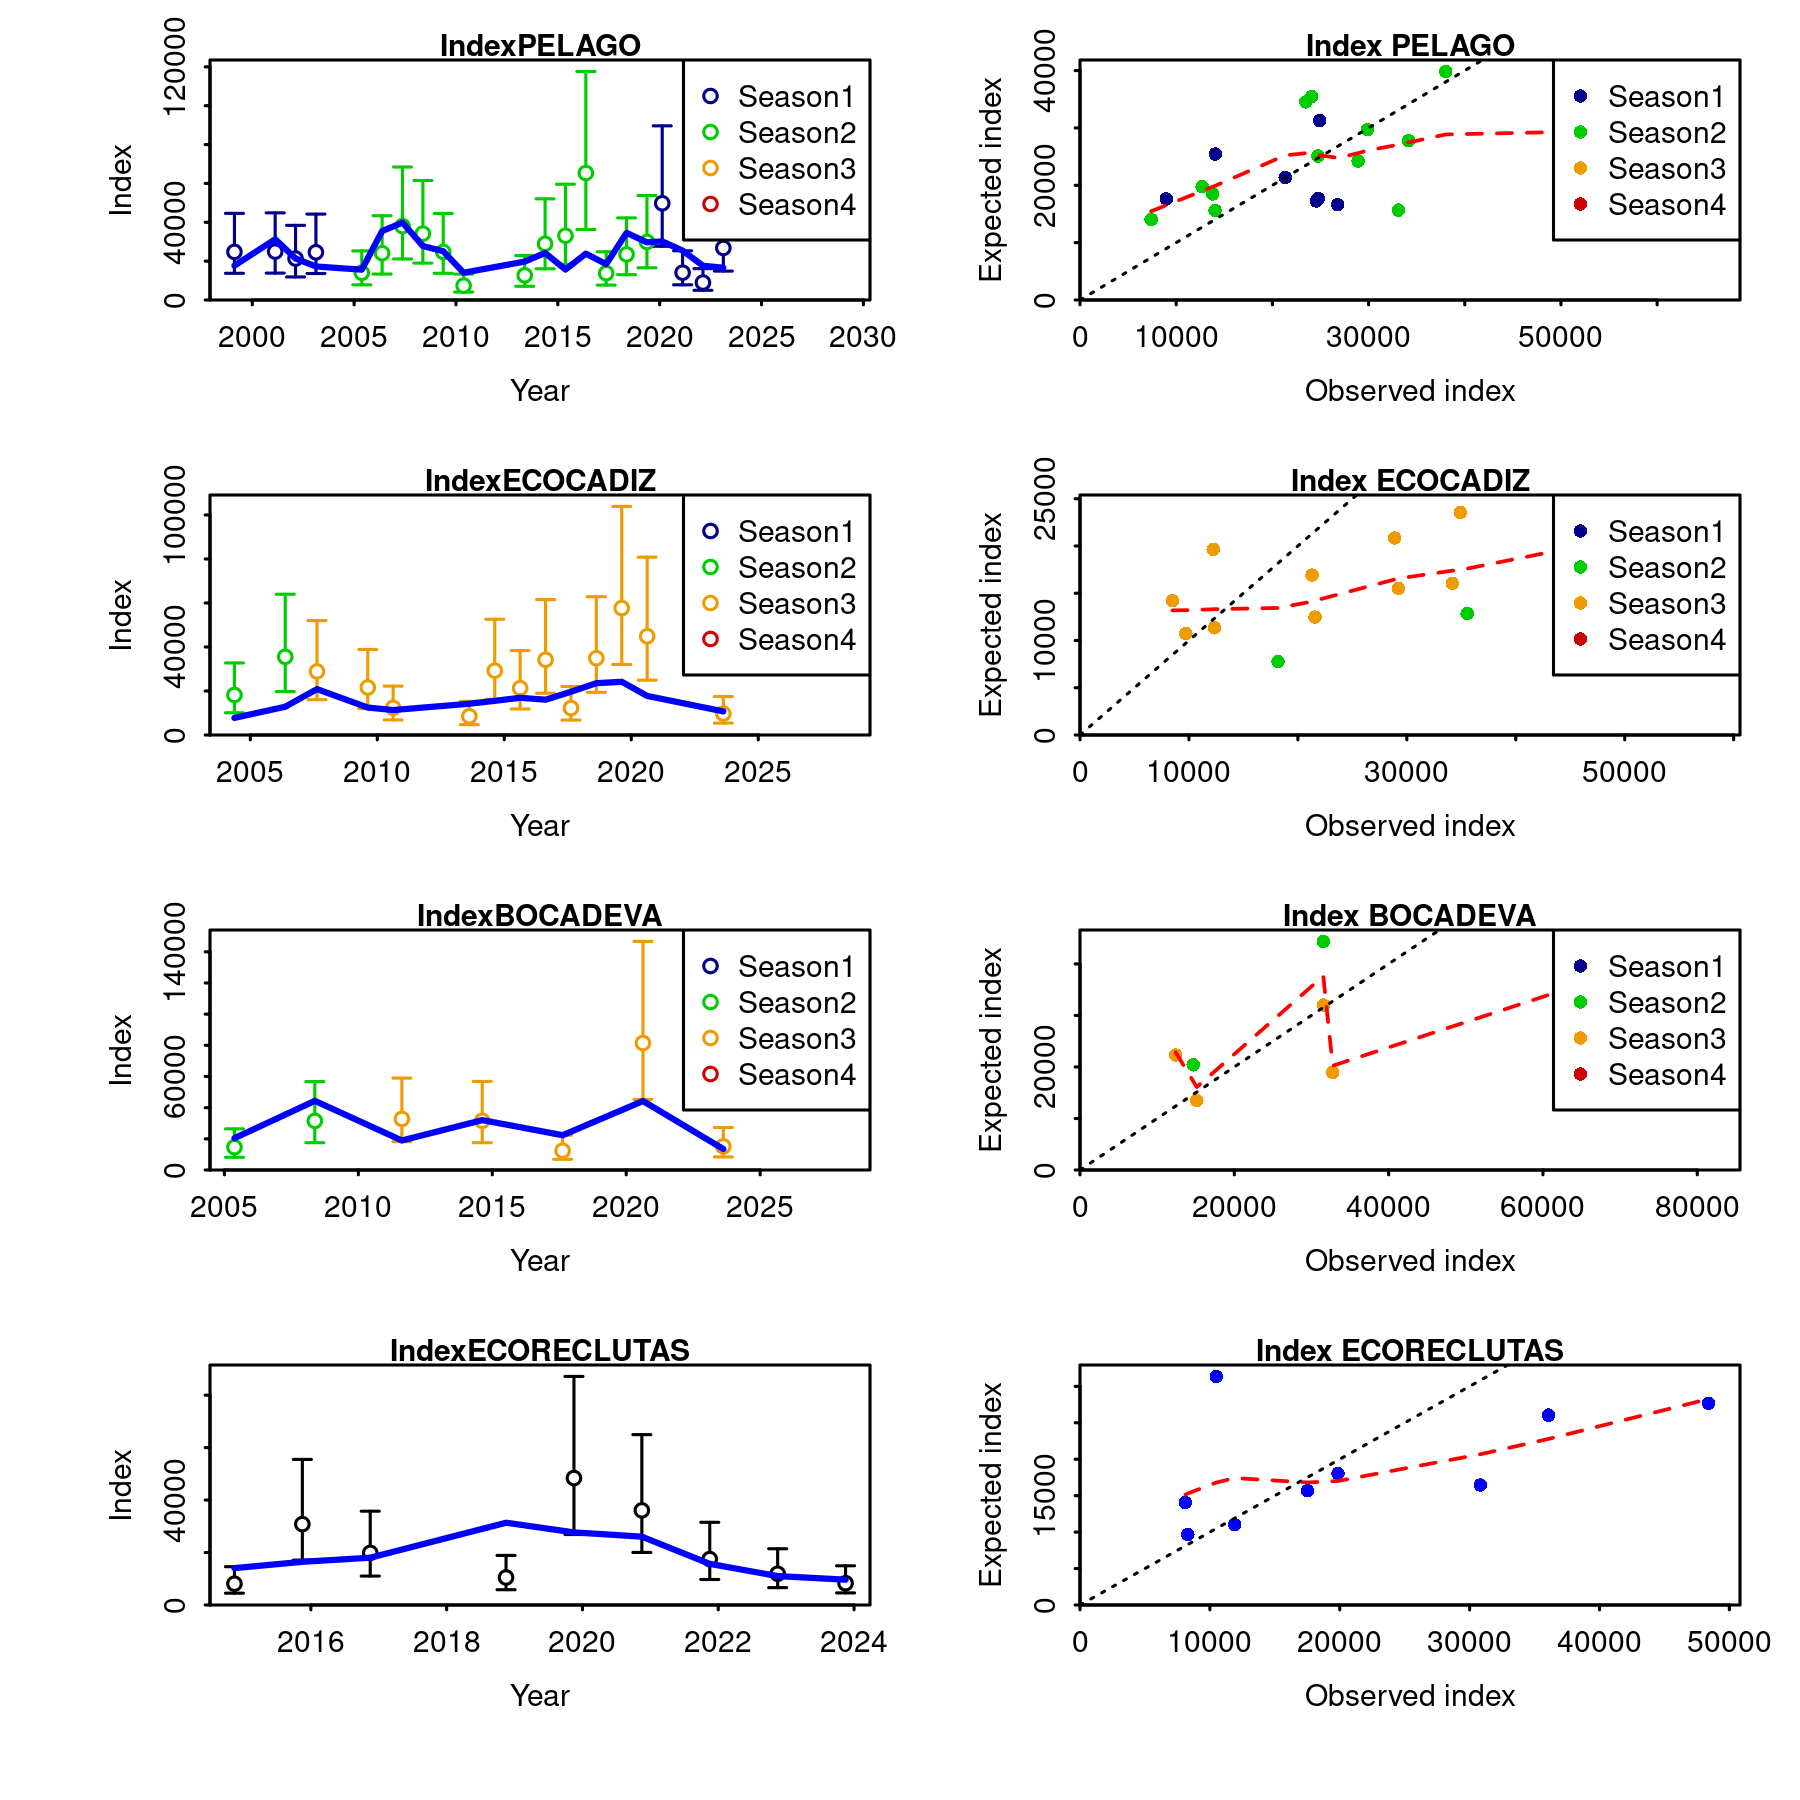 IndexPELAGO
Index
0
40000
120000
2000 2005 2010 2015 2020 2025 2030
Year
Season1
Season2
Season3
Season4
Index PELAGO
Expected index
0
20000
40000
0 10000 30000 50000
Observed index
Season1
Season2
Season3
Season4
IndexECOCADIZ
Index
0
40000
100000
2005 2010 2015 2020 2025
Year
Season1
Season2
Season3
Season4
Index ECOCADIZ
Expected index
0
10000
25000
0 10000 30000 50000
Observed index
Season1
Season2
Season3
Season4
IndexBOCADEVA
Index
0
60000
140000
2005 2010 2015 2020 2025
Year
Season1
Season2
Season3
Season4
Index BOCADEVA
Expected index
0
20000
0 20000 40000 60000 80000
Observed index
Season1
Season2
Season3
Season4
IndexECORECLUTAS
Index
0
40000
2016 2018 2020 2022 2024
Year
Index ECORECLUTAS
Expected index
0
15000
0 10000 20000 30000 40000 50000
Observed index